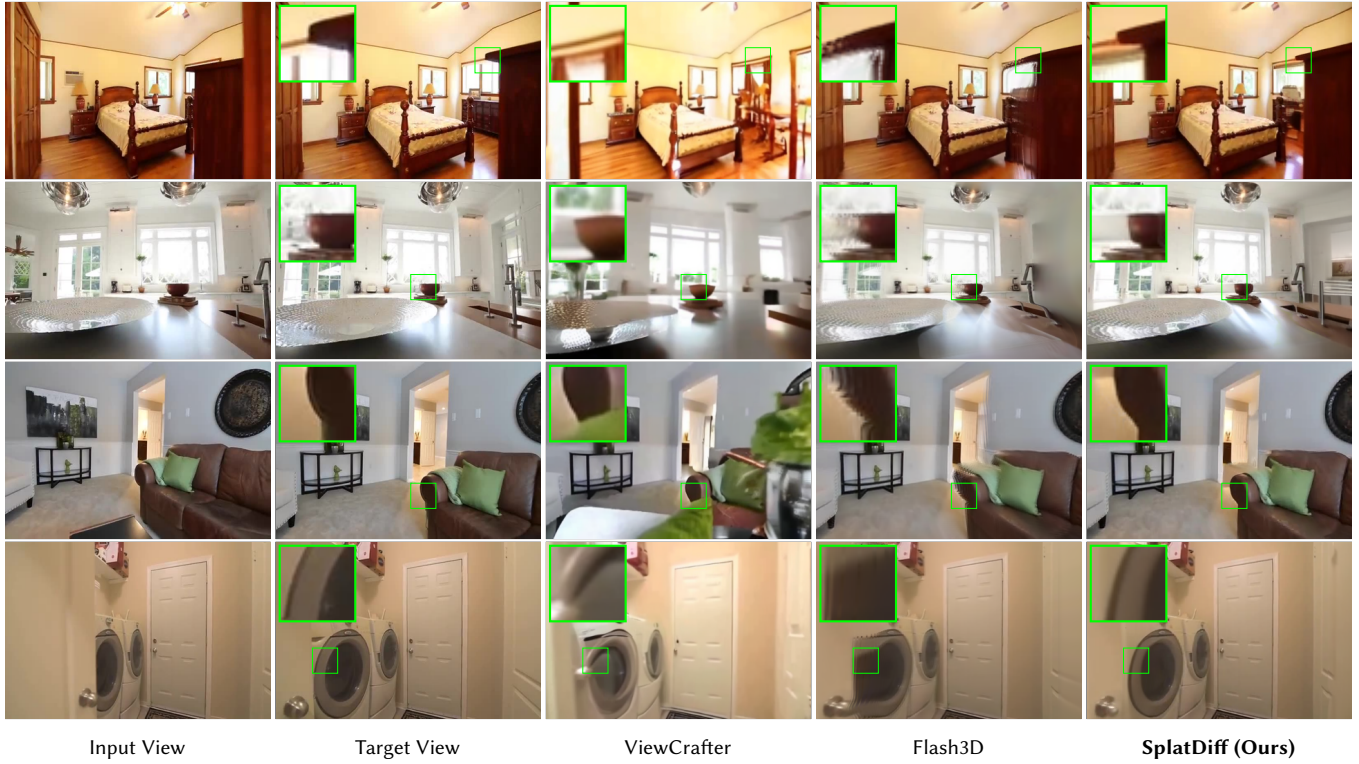 Input View
Target View
ViewCrafter
Flash3D
SplatDiff (Ours)